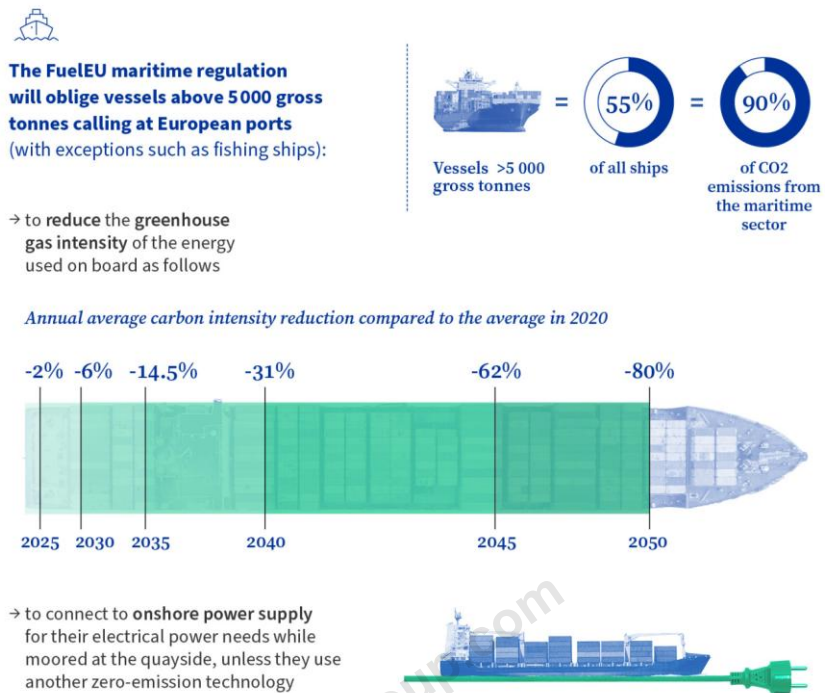 The FuelEU maritime regulation
will oblige vessels above 5000 gross
tonnes calling at European ports
(with exceptions such as fishing ships):
→ to reduce the greenhouse
gas intensity of the energy
used on board as follows
= 55% = 90%
Vessels >5 000
gross tonnes
of all ships
of CO2
emissions from
the maritime
sector
Annual average carbon intensity reduction compared to the average in 2020
-2% -6% -14.5% -31% -62% -80%
2025 2030 2035 2040 2045 2050
→ to connect to onshore power supply
for their electrical power needs while
moored at the quayside, unless they use
another zero-emission technology